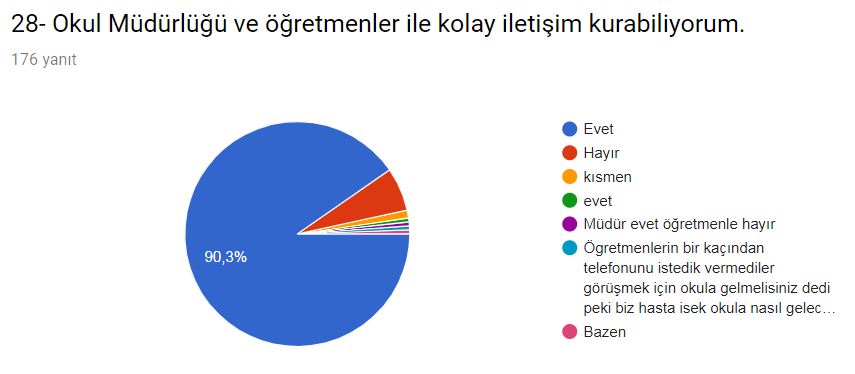 28- Okul Müdürlüğü ve öğretmenler ile kolay iletişim kurabiliyorum.
176 yanıt
90,3%
Evet
Hayır
kısmen
evet
Müdür evet öğretmenle hayır
Ögretmenlerin bir kaçından
telefonunu istedik vermediler
görüşmek için okula gelmelisiniz dedi
peki biz hasta isek okula nasıl gelec…
Bazen